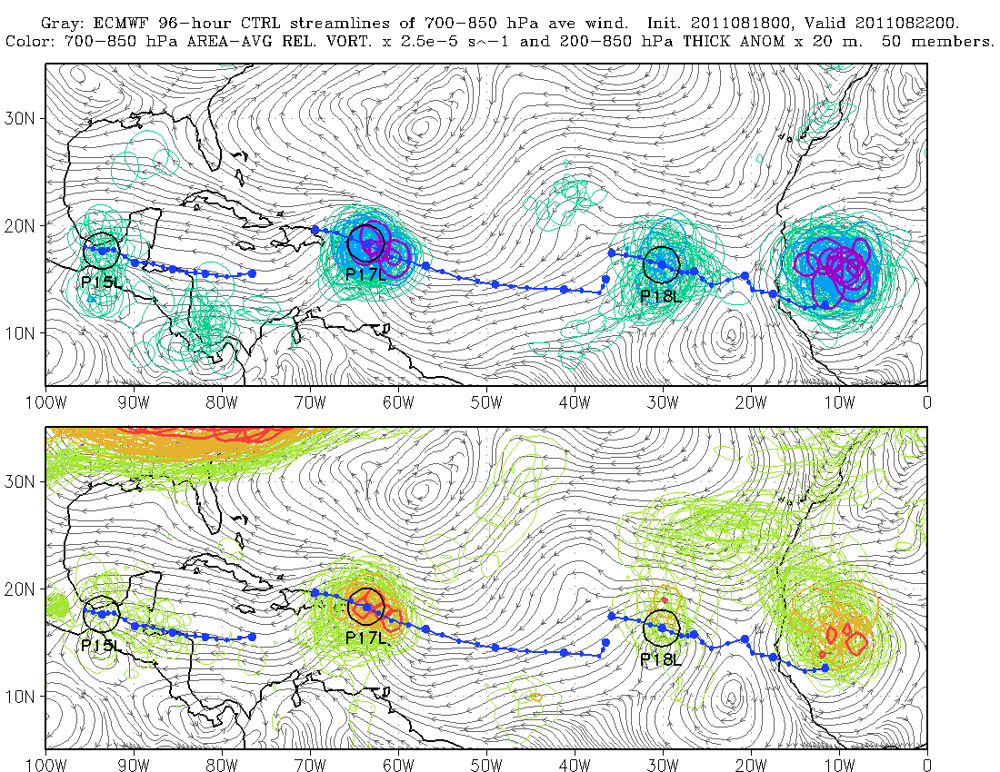 Gray: ECMWF 96-hour CTRL streamlines of 700-850 hPa ave wind. Init. 2011081800, Valid 2011082200.
Color: 700-850 hPa AREA-AVG REL. VORT. x 2.5e-5 s^-1 and 200-850 hPa THICK ANOM x 20 m. 50 members.
30N
20N
P15L P17L P18L
10N
100W 90W 80W 70W 60W 50W 40W 30W 20W 10W 0
30N
20N
P15L P17L P18L
10N
100W 90W 80W 70W 60W 50W 40W 30W 20W 10W 0